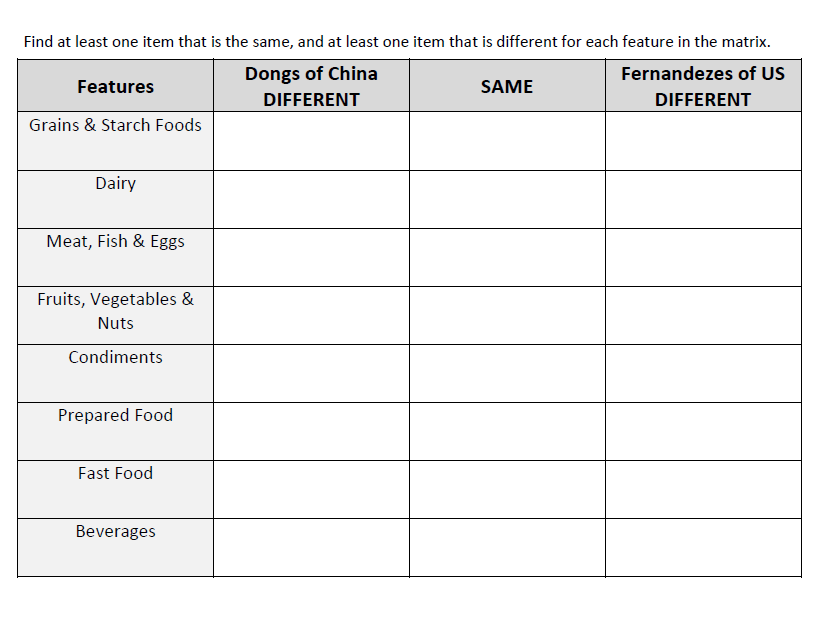 Find at least one item that is the same, and at least one item that is different for each feature in the matrix.
Features
Dongs of China
DIFFERENT
SAME
Fernandezes of US
DIFFERENT
Grains & Starch Foods
Dairy
Meat, Fish & Eggs
Fruits, Vegetables &
Nuts
Condiments
Prepared Food
Fast Food
Beverages